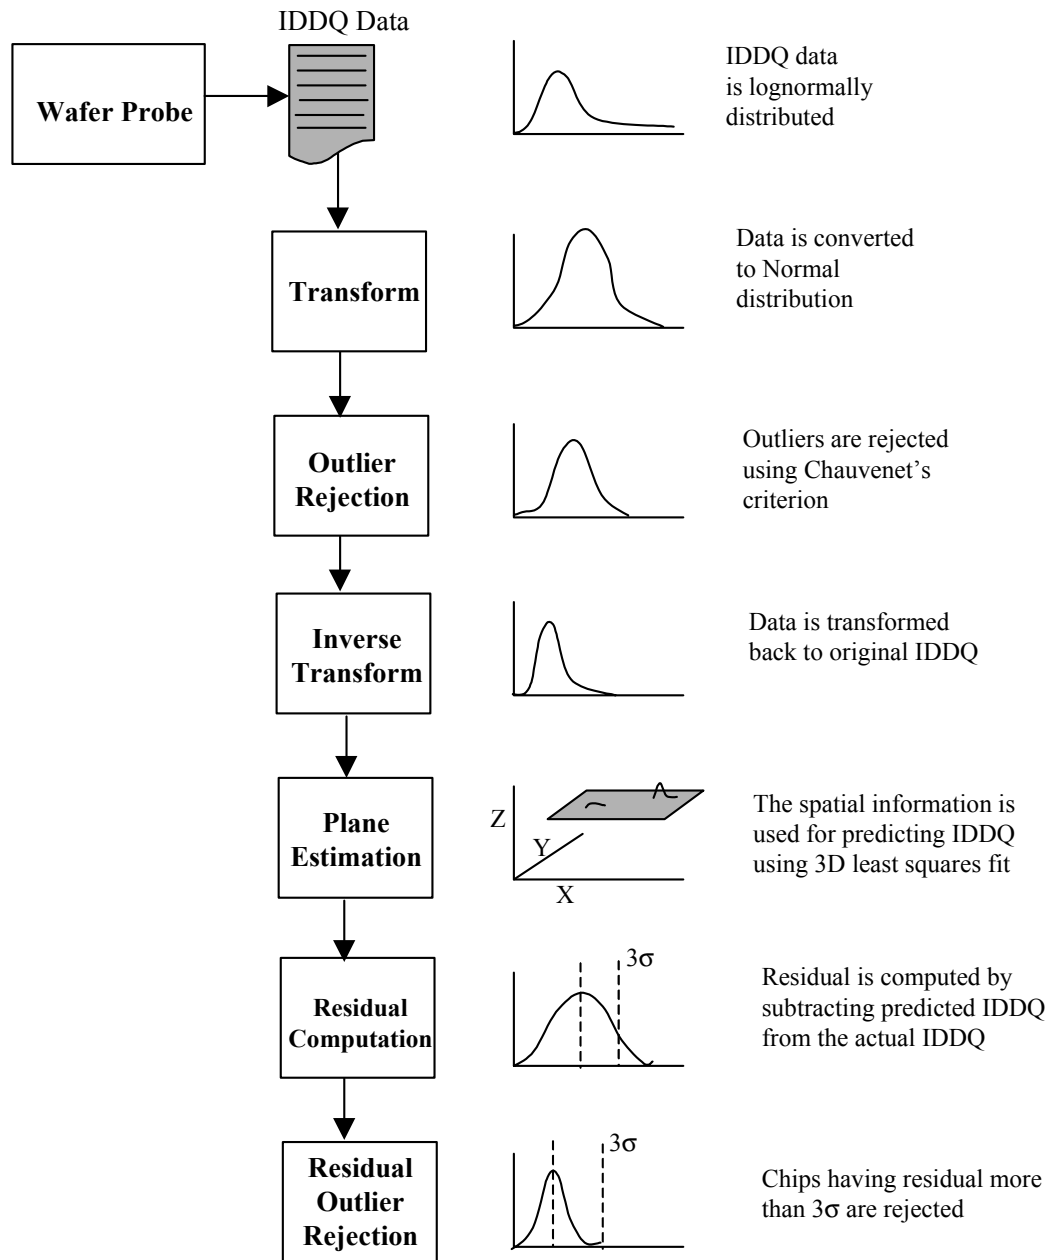 IDDQ Data
Wafer Probe
IDDQ data
is lognormally
distributed
Transform
Data is converted
to Normal
distribution
Outlier
Rejection
Outliers are rejected
using Chauvenet’s
criterion
Inverse
Transform
Data is transformed
back to original IDDQ
Plane
Estimation
Z
Y
X
The spatial information is
used for predicting IDDQ
using 3D least squares fit
Residual
Computation
3σ
Residual is computed by
subtracting predicted IDDQ
from the actual IDDQ
Residual
Outlier
Rejection
3σ
Chips having residual more
than 3σ are rejected